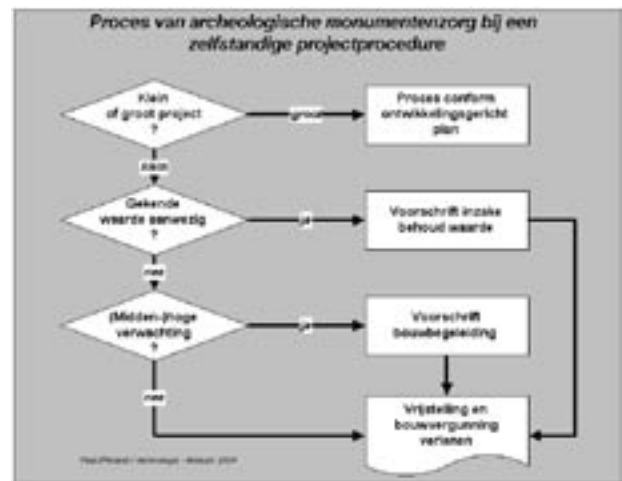 Proces van archeologische monumentenzorg bij een
zelfstandige projectprocedure
Klein
of groot project
?
groot
Proces conform
ontwikkelingsgericht
plan
klein
Gekende
waarde aanwezig
?
ja
Voorschrift inzake
behoud waarde
nee
(Midden-)hoge
verwachting
?
ja
Voorschrift
bouwbegeleiding
nee
Vrijstelling en
bouwvergunning
verlenen